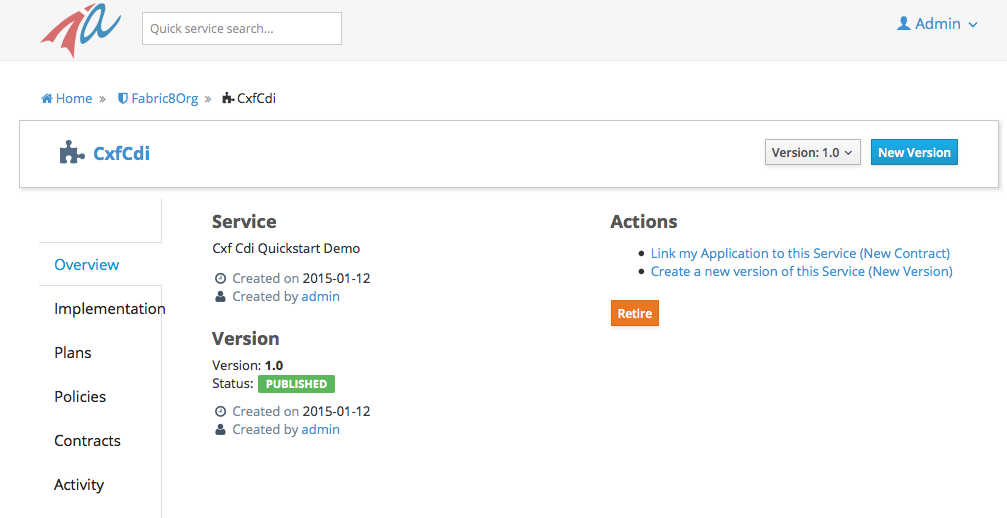 Quick service search...
Admin
Home » Fabric8Org » CxfCdi
CxfCdi
Version: 1.0
New Version
Overview
Implementation
Plans
Policies
Contracts
Activity
Service
Cxf Cdi Quickstart Demo
Created on 2015-01-12
Created by admin
Version
Version: 1.0
Status: PUBLISHED
Created on 2015-01-12
Created by admin
Actions
Link my Application to this Service (New Contract)
Create a new version of this Service (New Version)
Retire